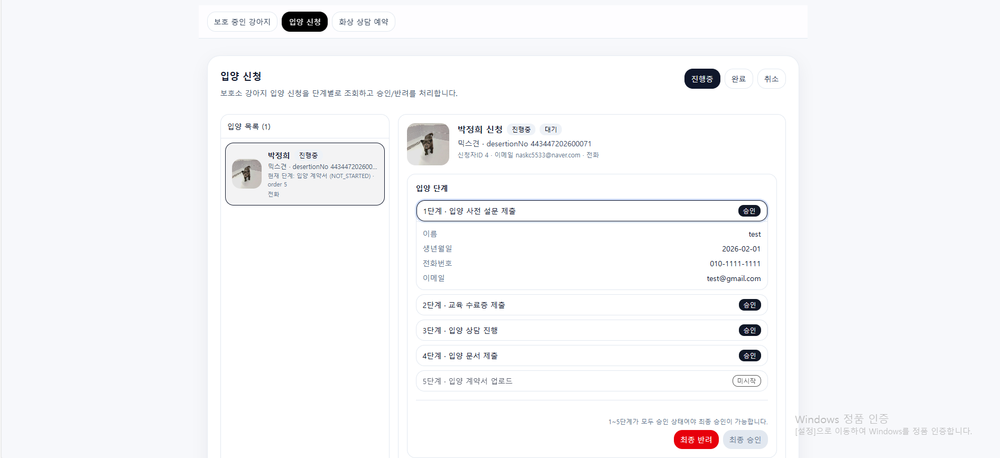 보호 중인 강아지
입양 신청
화상 상담 예약
입양 신청
보호소 강아지 입양 신청을 단계별로 조회하고 승인/반려를 처리합니다.
진행중
완료
취소
입양 목록 (1)
박정희 진행중
믹스견 · desertionNo 443447202600...
현재 단계: 입양 계약서 (NOT_STARTED) ·
order 5
전화
박정희 신청 진행중 대기
믹스견 · desertionNo 443447202600071
신청자ID 4 · 이메일 naskc5533@naver.com · 전화
입양 단계
1단계 · 입양 사전 설문 제출 승인
이름 test
생년월일 2026-02-01
전화번호 010-1111-1111
이메일 test@gmail.com
2단계 · 교육 수료증 제출 승인
3단계 · 입양 상담 진행 승인
4단계 · 입양 문서 제출 승인
5단계 · 입양 계약서 업로드 미시작
1~5단계가 모두 승인 상태여야 최종 승인이 가능합니다.
최종 반려 최종 승인
Windows 정품 인증
[설정]으로 이동하여 Windows를 정품 인증합니다.